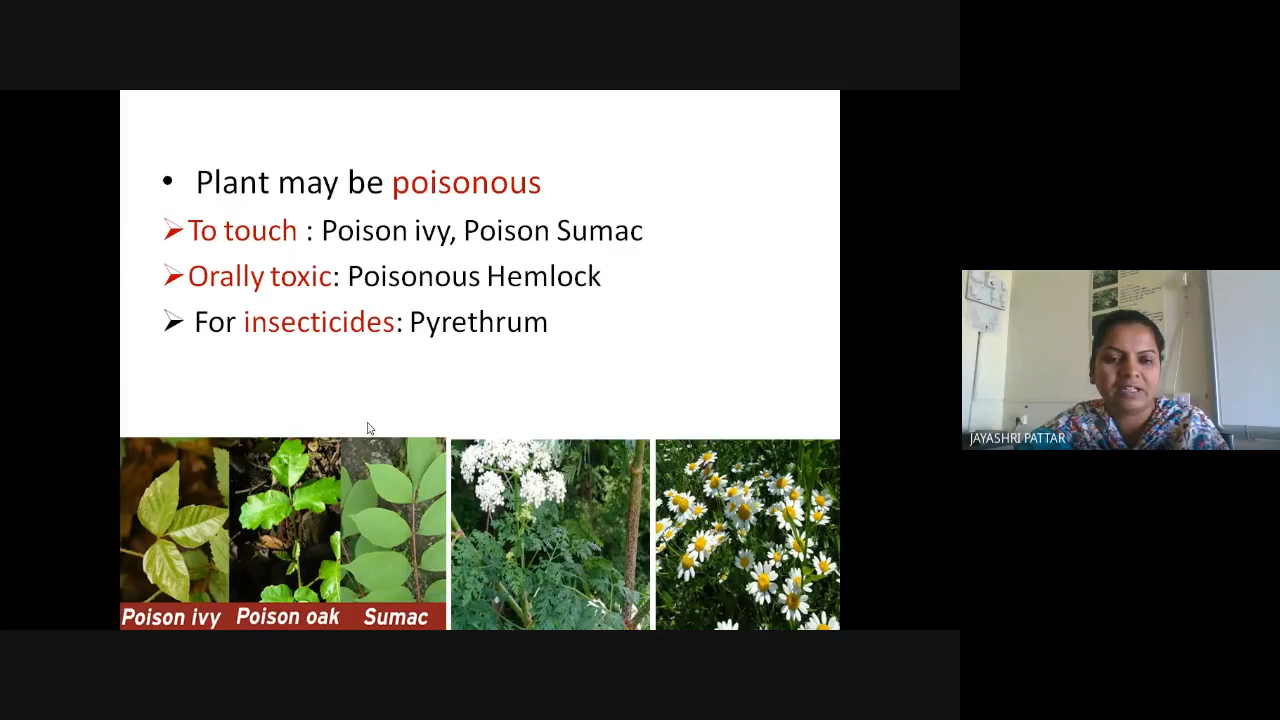 • Plant may be poisonous
➢To touch : Poison ivy, Poison Sumac
➢Orally toxic: Poisonous Hemlock
➢ For insecticides: Pyrethrum
Poison ivy Poison oak Sumac
JAYASHRI PATTAR